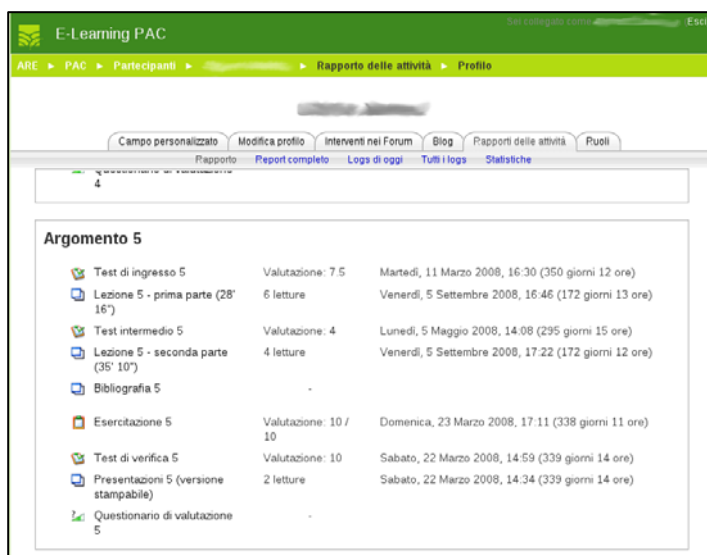 Sei collegato come Esci
E-Learning PAC
ARE ► PAC ► Partecipanti ► ► Rapporto delle attività ► Profilo
Campo personalizzato Modifica profilo Interventi nei Forum Blog Rapporti delle attività Ruoli
Rapporto Report completo Logs di oggi Tutti i logs Statistiche
Questionario di valutazione
4
Argomento 5
Test di ingresso 5 Valutazione: 7.5 Martedì, 11 Marzo 2008, 16:30 (350 giorni 12 ore)
Lezione 5 - prima parte (28' 6 letture Venerdì, 5 Settembre 2008, 16:46 (172 giorni 13 ore)
16")
Test intermedio 5 Valutazione: 4 Lunedì, 5 Maggio 2008, 14:08 (295 giorni 15 ore)
Lezione 5 - seconda parte 4 letture Venerdì, 5 Settembre 2008, 17:22 (172 giorni 12 ore)
(35' 10")
Bibliografia 5 -
Esercitazione 5 Valutazione: 10 / Domenica, 23 Marzo 2008, 17:11 (338 giorni 11 ore)
10
Test di verifica 5 Valutazione: 10 Sabato, 22 Marzo 2008, 14:59 (339 giorni 14 ore)
Presentazioni 5 (versione 2 letture Sabato, 22 Marzo 2008, 14:34 (339 giorni 14 ore)
stampabile)
Questionario di valutazione -
5